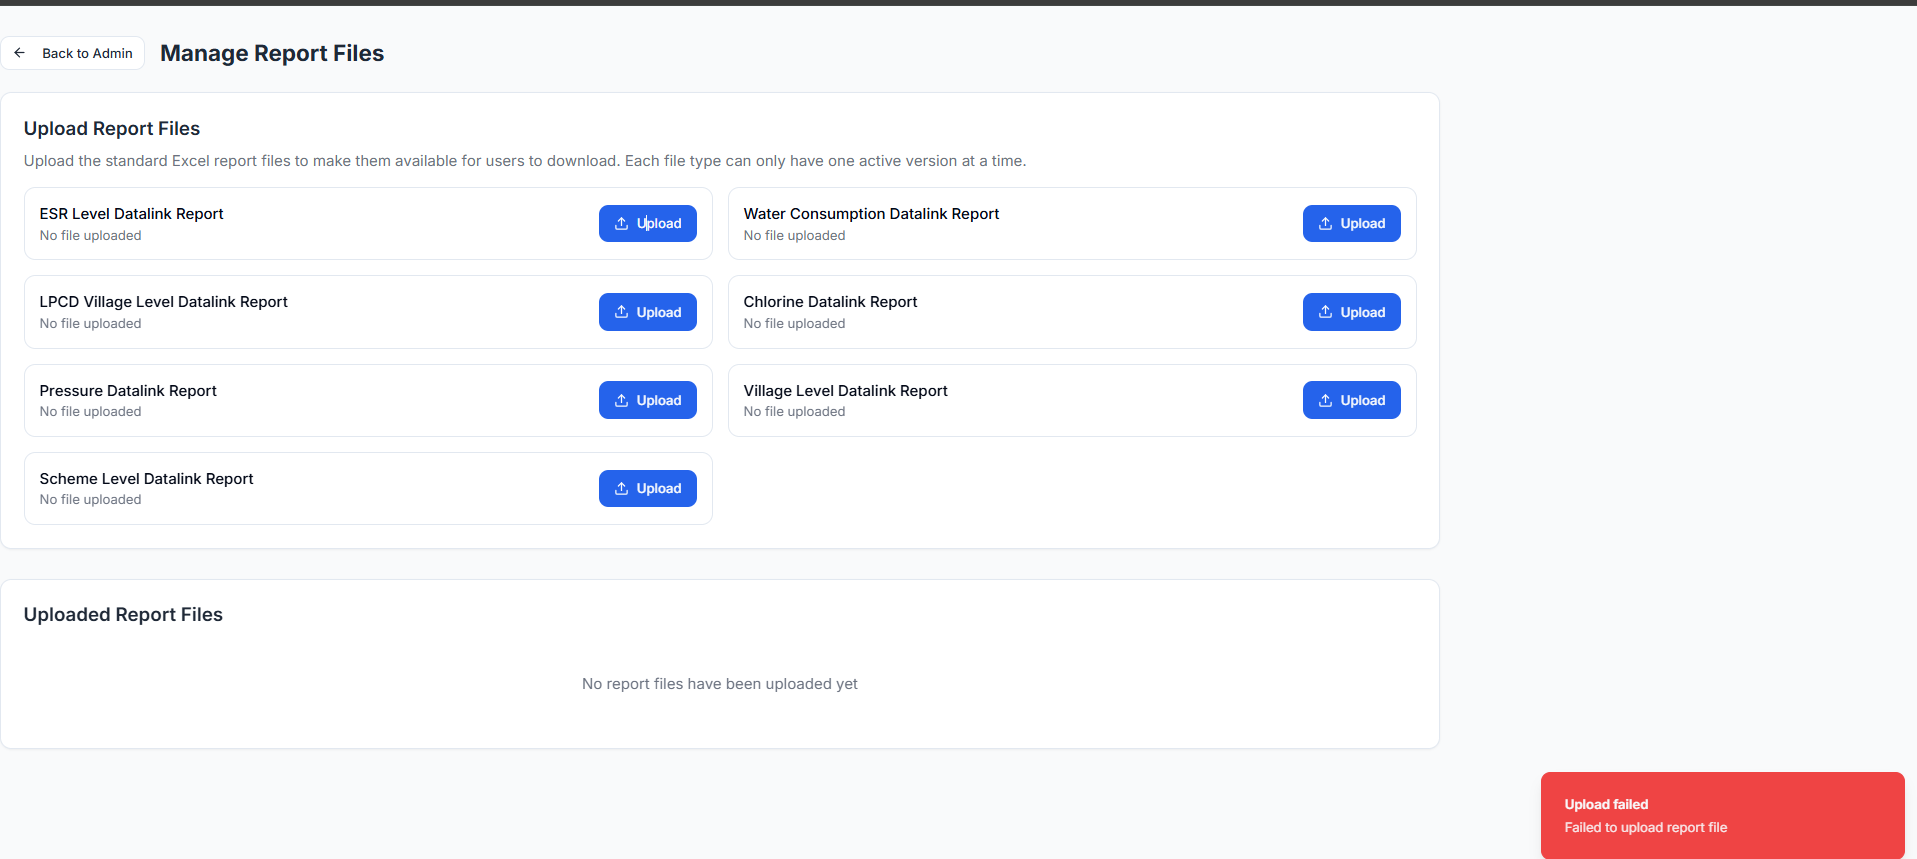 Back to Admin
Manage Report Files
Upload Report Files
Upload the standard Excel report files to make them available for users to download. Each file type can only have one active version at a time.
ESR Level Datalink Report
No file uploaded
Upload
Water Consumption Datalink Report
No file uploaded
Upload
LPCD Village Level Datalink Report
No file uploaded
Upload
Chlorine Datalink Report
No file uploaded
Upload
Pressure Datalink Report
No file uploaded
Upload
Village Level Datalink Report
No file uploaded
Upload
Scheme Level Datalink Report
No file uploaded
Upload
Uploaded Report Files
No report files have been uploaded yet
Upload failed
Failed to upload report file